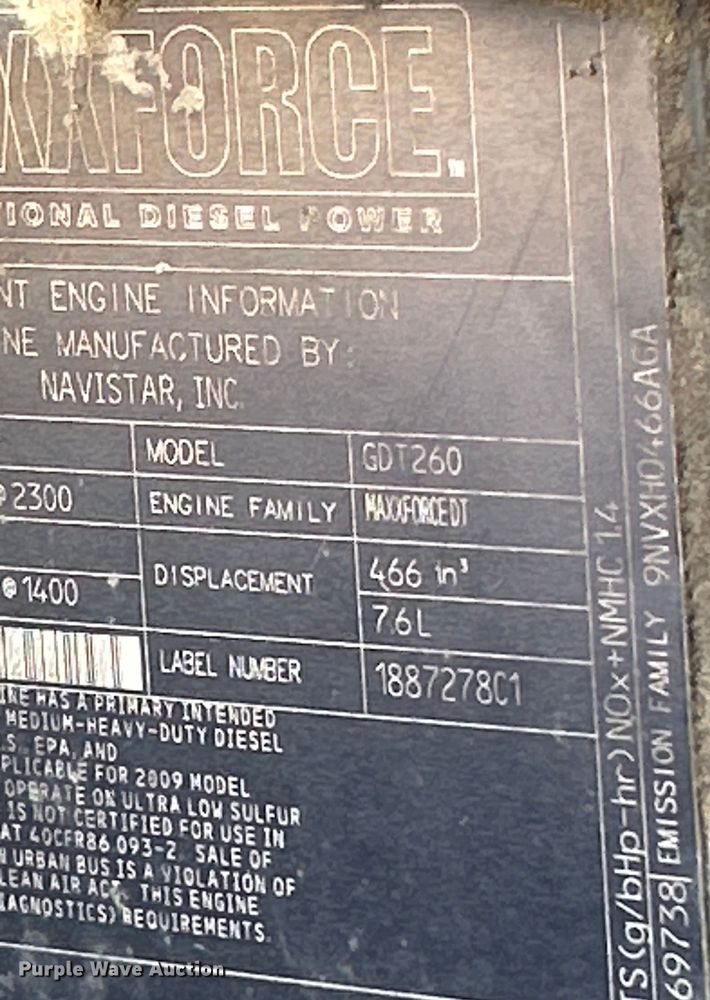 XXFORCE.™
TIONAL DIESEL POWER
NT ENGINE INFORMATION
NE MANUFACTURED BY:
NAVISTAR, INC.
MODEL GDT260
@2300 ENGINE FAMILY MAXXFORCEDT
DISPLACEMENT 466 in³
@1400 7.6L
LABEL NUMBER 1887278C1
INE HAS A PRIMARY INTENDED
MEDIUM-HEAVY-DUTY DIESEL
.S. EPA, AND
PLICABLE FOR 2009 MODEL
OPERATE ON ULTRA LOW SULFUR
IS NOT CERTIFIED FOR USE IN
AT 40CFR86 093-2. SALE OF
N URBAN BUS IS A VIOLATION OF
LEAN AIR ACT. THIS ENGINE
IAGNOSTICS) REQUIREMENTS.
TS(g/bHp-hr) NOx+NMHC 1.4
69738 EMISSION FAMILY 9NVXH0466AGA
Purple Wave Auction